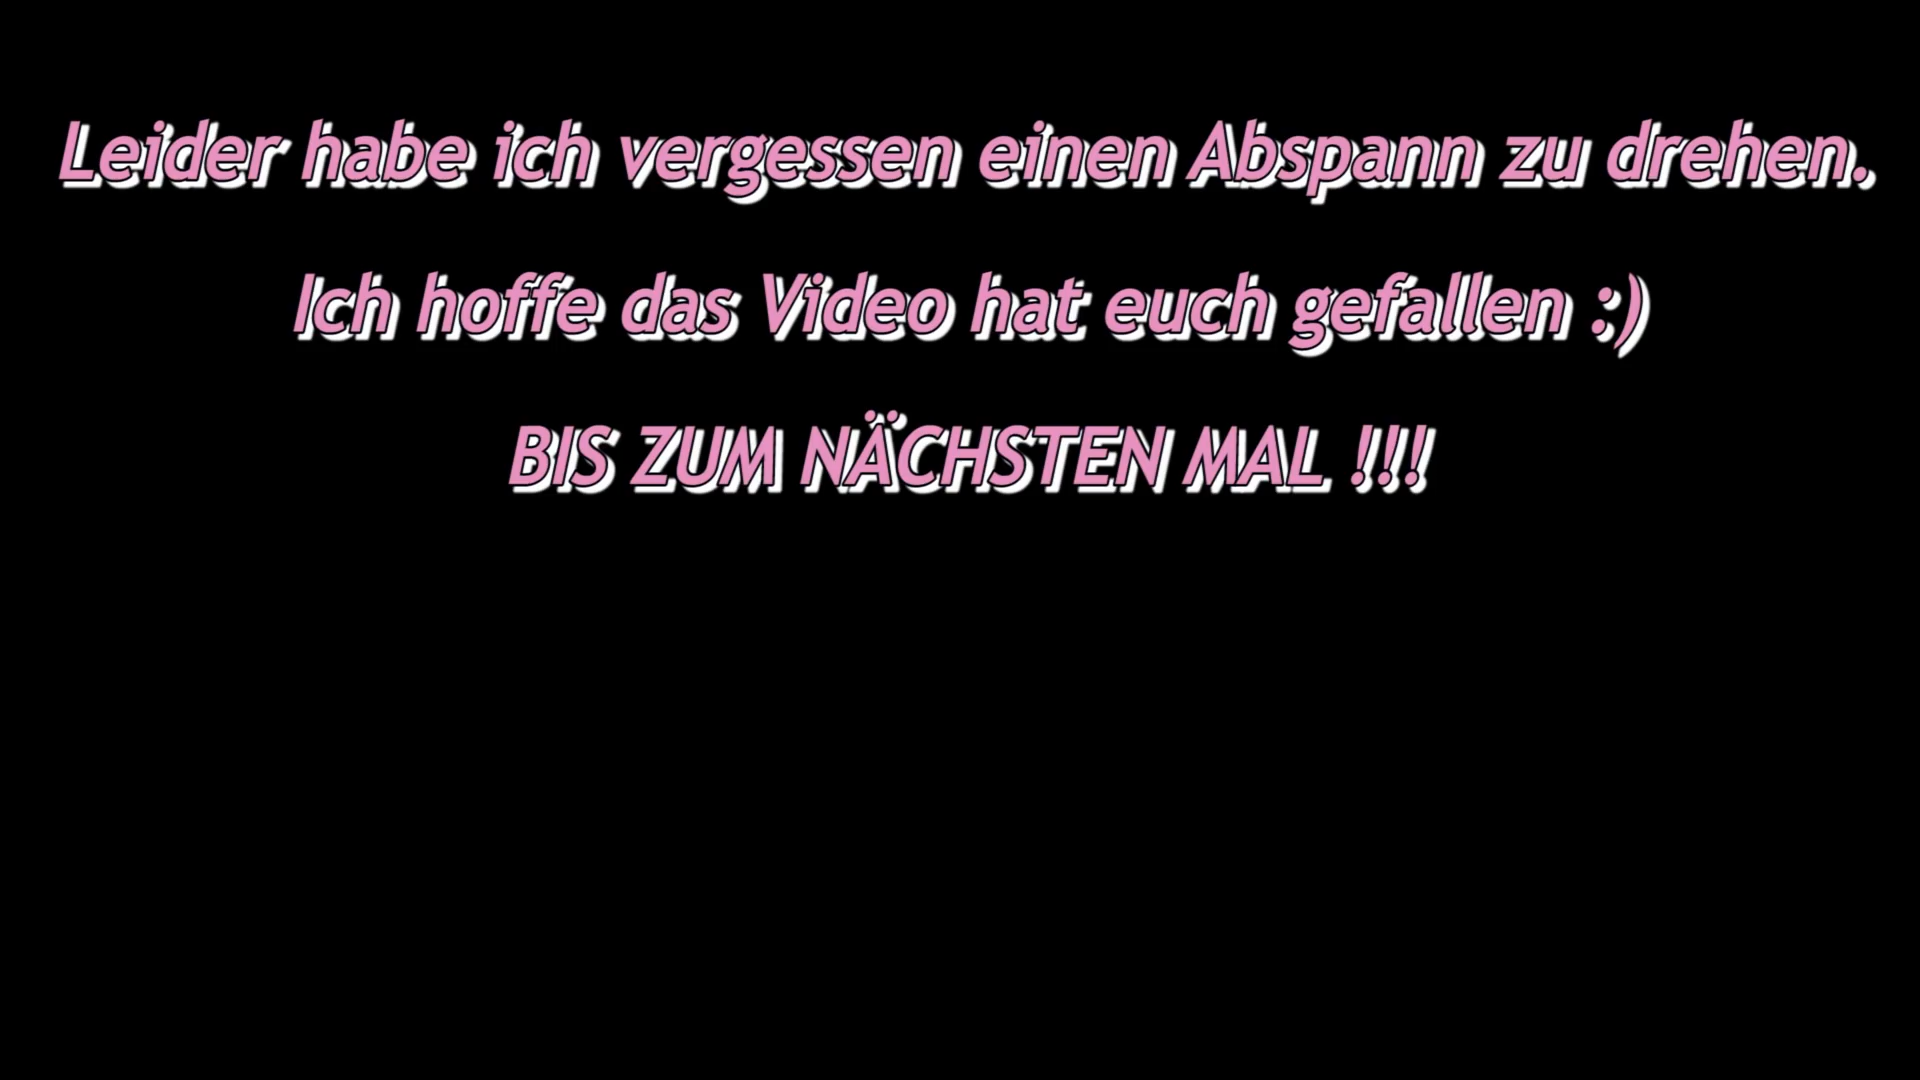 Leider habe ich vergessen einen Abspann zu drehen.
Ich hoffe das Video hat euch gefallen :)
BIS ZUM NÄCHSTEN MAL !!!